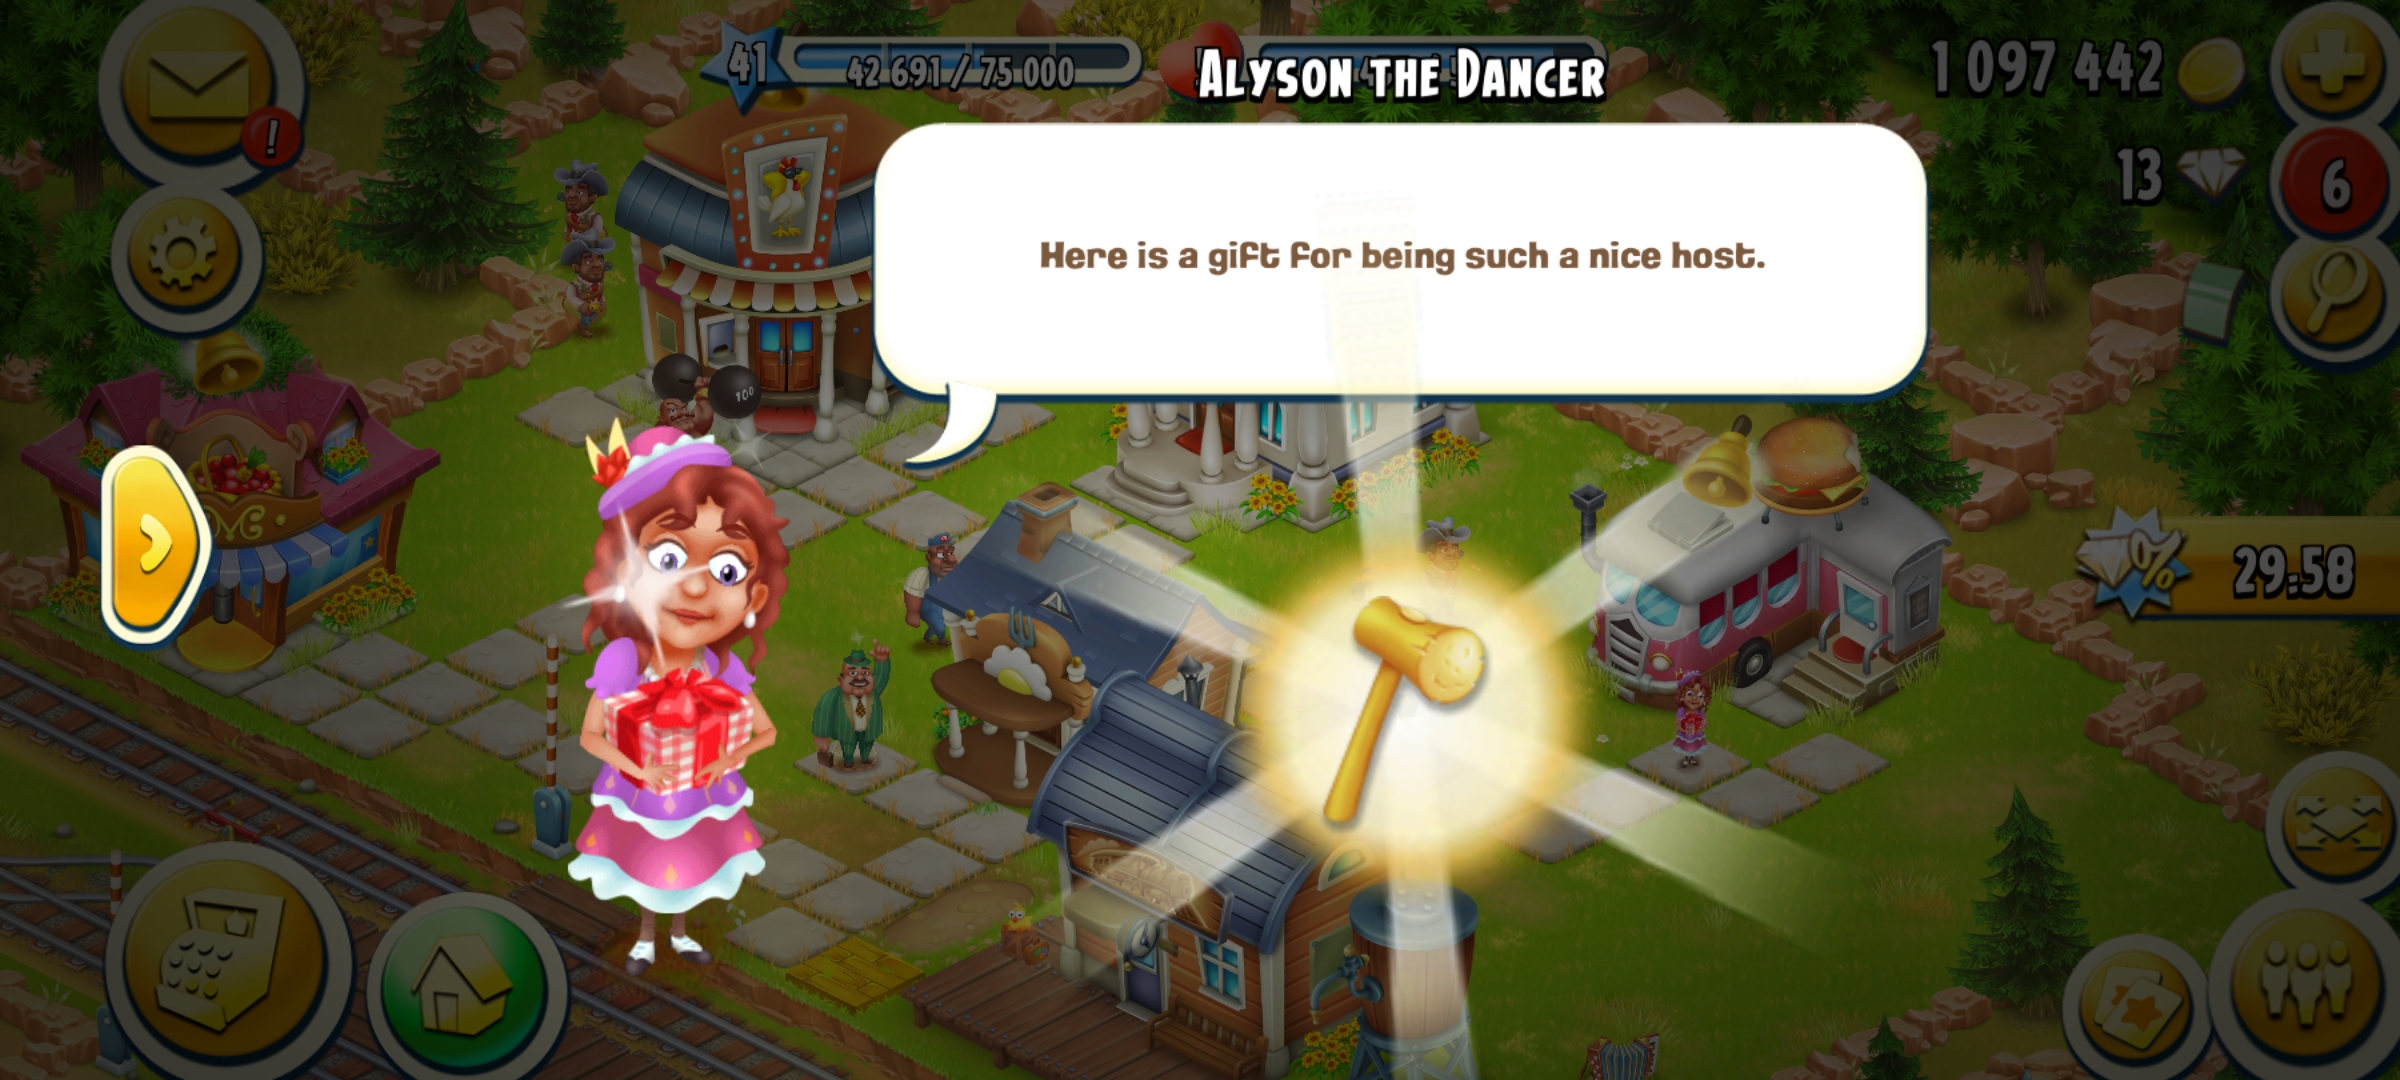 41
42 691 / 75 000
Alyson the Dancer
1 097 442
13
6
!
Here is a gift for being such a nice host.
100
0%
29:58